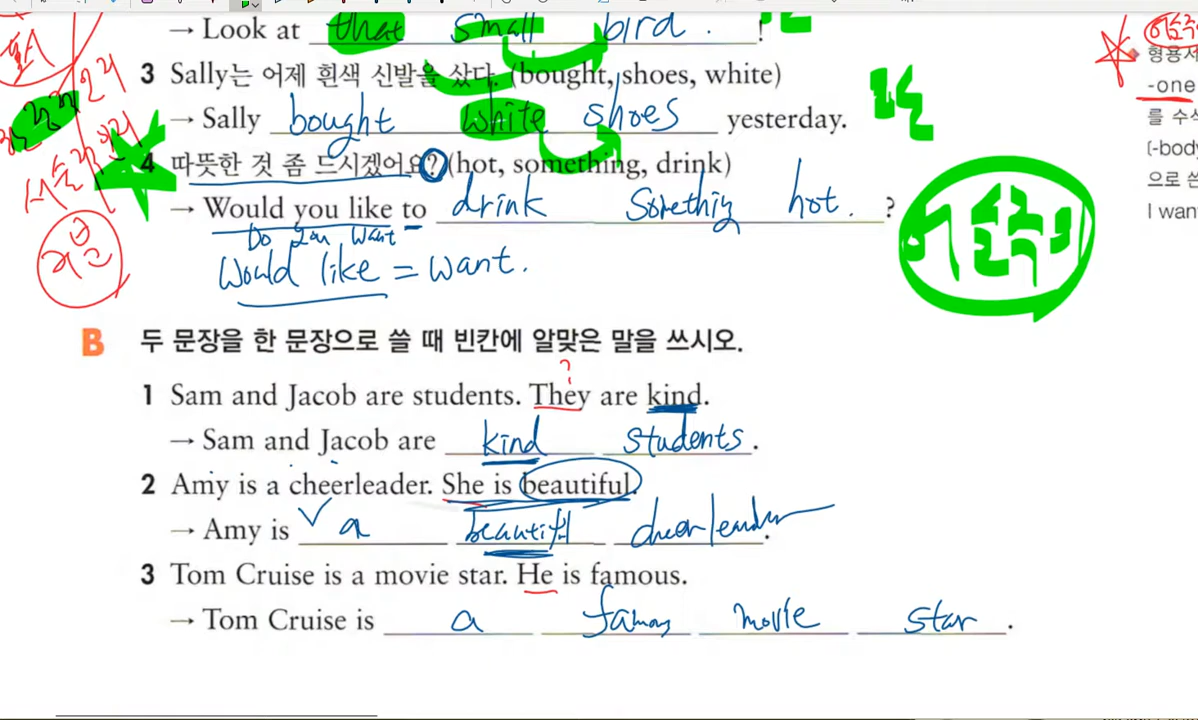 → Look at that small bird. !
3 Sally는 어제 흰색 신발을 샀다. (bought, shoes, white)
→ Sally bought white shoes yesterday.
4 따뜻한 것 좀 드시겠어요? (hot, something, drink)
→ Would you like to drink Somethig hot. ?
Do you want
Would like = want.
어순주의
B 두 문장을 한 문장으로 쓸 때 빈칸에 알맞은 말을 쓰시오.
?
1 Sam and Jacob are students. They are kind.
→ Sam and Jacob are kind students.
2 Amy is a cheerleader. She is beautiful.
→ Amy is a beautiful cheerleader.
3 Tom Cruise is a movie star. He is famous.
→ Tom Cruise is a famous movie star.
형용사
-one
를 수식
(-body
으로 쓴
I want